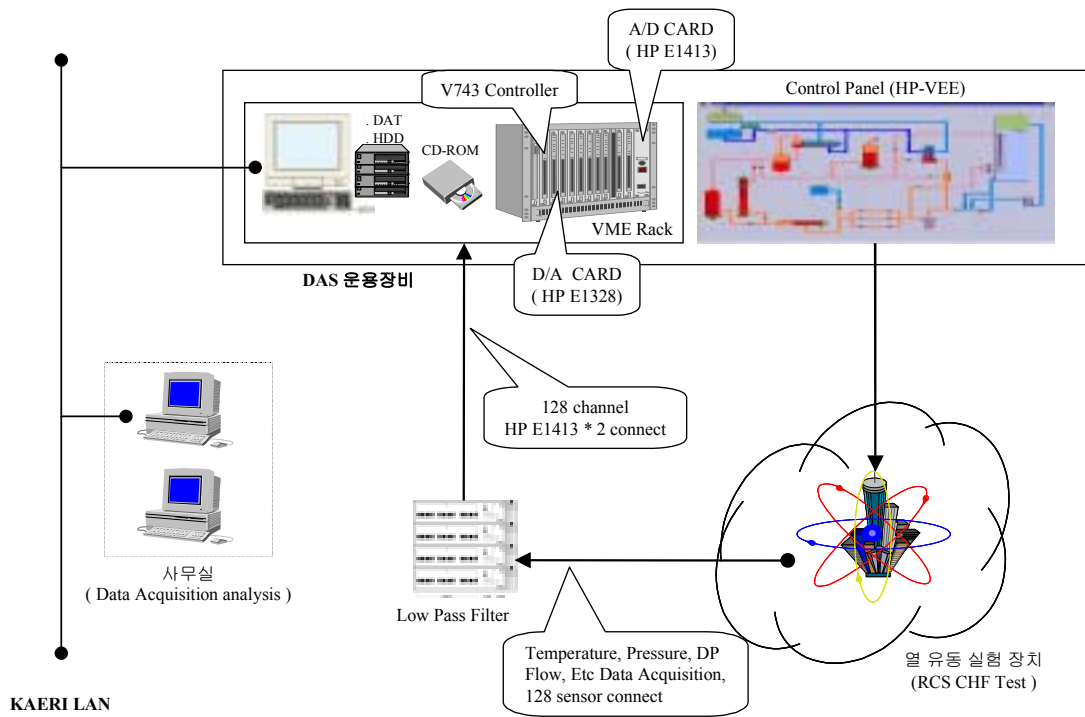 A/D CARD
( HP E1413)
V743 Controller
Control Panel (HP-VEE)
. DAT
. HDD
CD-ROM
VME Rack
DAS 운용장비
D/A CARD
( HP E1328)
128 channel
HP E1413 * 2 connect
사무실
( Data Acquisition analysis )
Low Pass Filter
Temperature, Pressure, DP
Flow, Etc Data Acquisition,
128 sensor connect
열 유동 실험 장치
(RCS CHF Test )
KAERI LAN